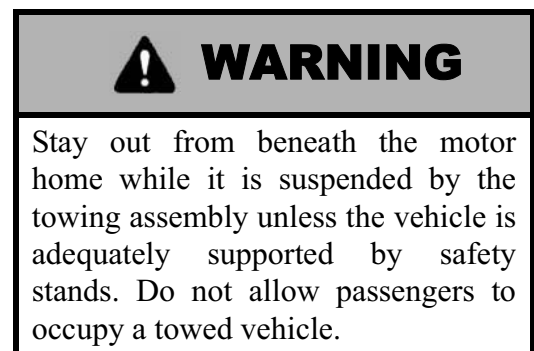 WARNING
Stay out from beneath the motor
home while it is suspended by the
towing assembly unless the vehicle is
adequately supported by safety
stands. Do not allow passengers to
occupy a towed vehicle.